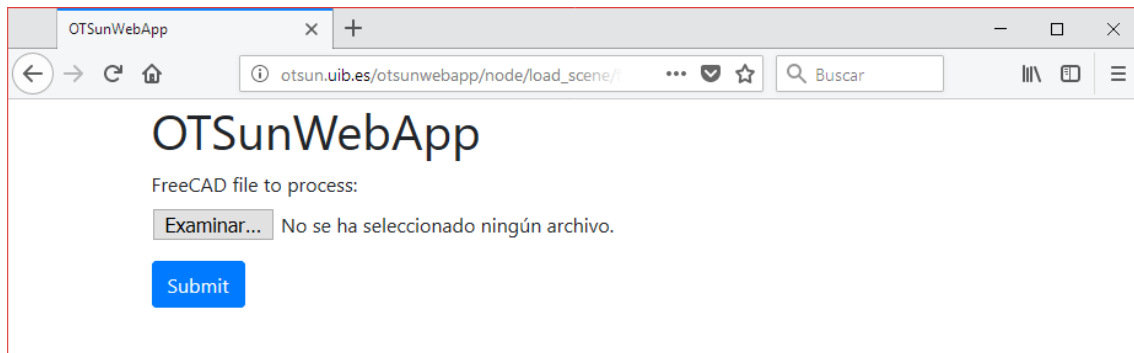 OTSunWebApp
otsun.uib.es/otsunwebapp/node/load_scene/
Buscar
OTSunWebApp
FreeCAD file to process:
Examinar... No se ha seleccionado ningún archivo.
Submit